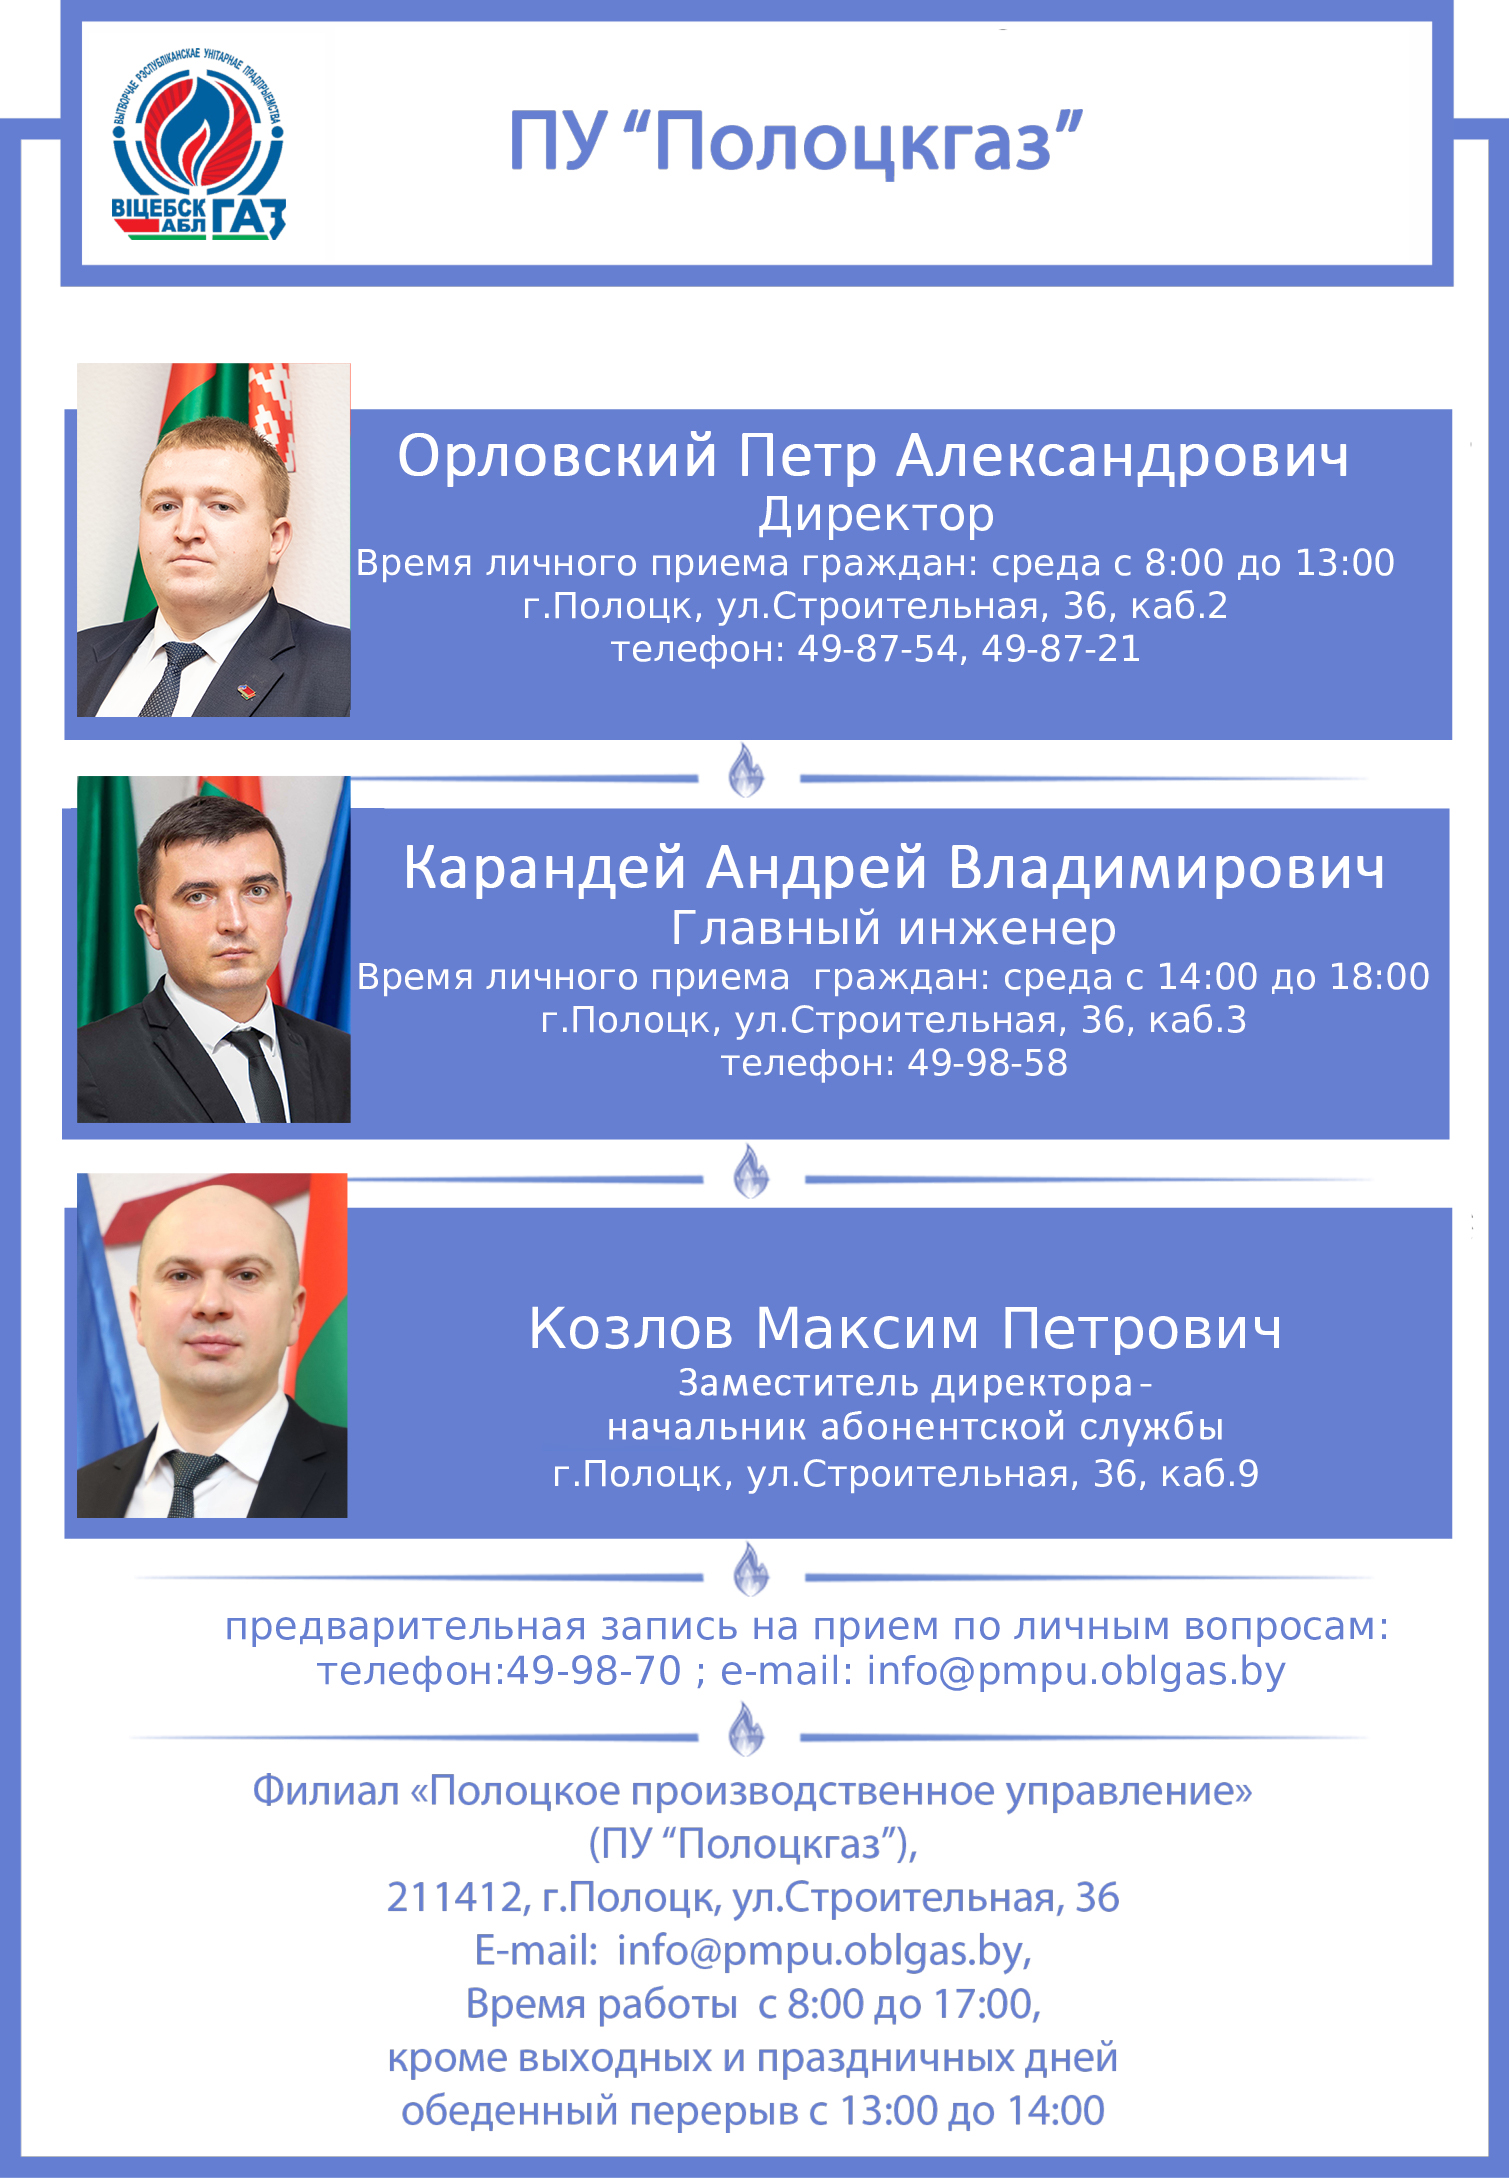 ВЫТВОРЧАЕ РЭСПУБЛІКАНСКАЕ УНІТАРНАЕ ПРАДПРЫЕМСТВА
ВІЦЕБСК
АБЛ
ГАЗ
ПУ “Полоцкгаз”
Орловский Петр Александрович
Директор
Время личного приема граждан: среда с 8:00 до 13:00
г.Полоцк, ул.Строительная, 36, каб.2
телефон: 49-87-54, 49-87-21
Карандей Андрей Владимирович
Главный инженер
Время личного приема  граждан: среда с 14:00 до 18:00
г.Полоцк, ул.Строительная, 36, каб.3
телефон: 49-98-58
Козлов Максим Петрович
Заместитель директора-
начальник абонентской службы
г.Полоцк, ул.Строительная, 36, каб.9
предварительная запись на прием по личным вопросам:
телефон:49-98-70 ; e-mail: info@pmpu.oblgas.by
Филиал «Полоцкое производственное управление»
(ПУ “Полоцкгаз”),
211412, г.Полоцк, ул.Строительная, 36
E-mail:  info@pmpu.oblgas.by,
Время работы  с 8:00 до 17:00,
кроме выходных и праздничных дней
обеденный перерыв с 13:00 до 14:00